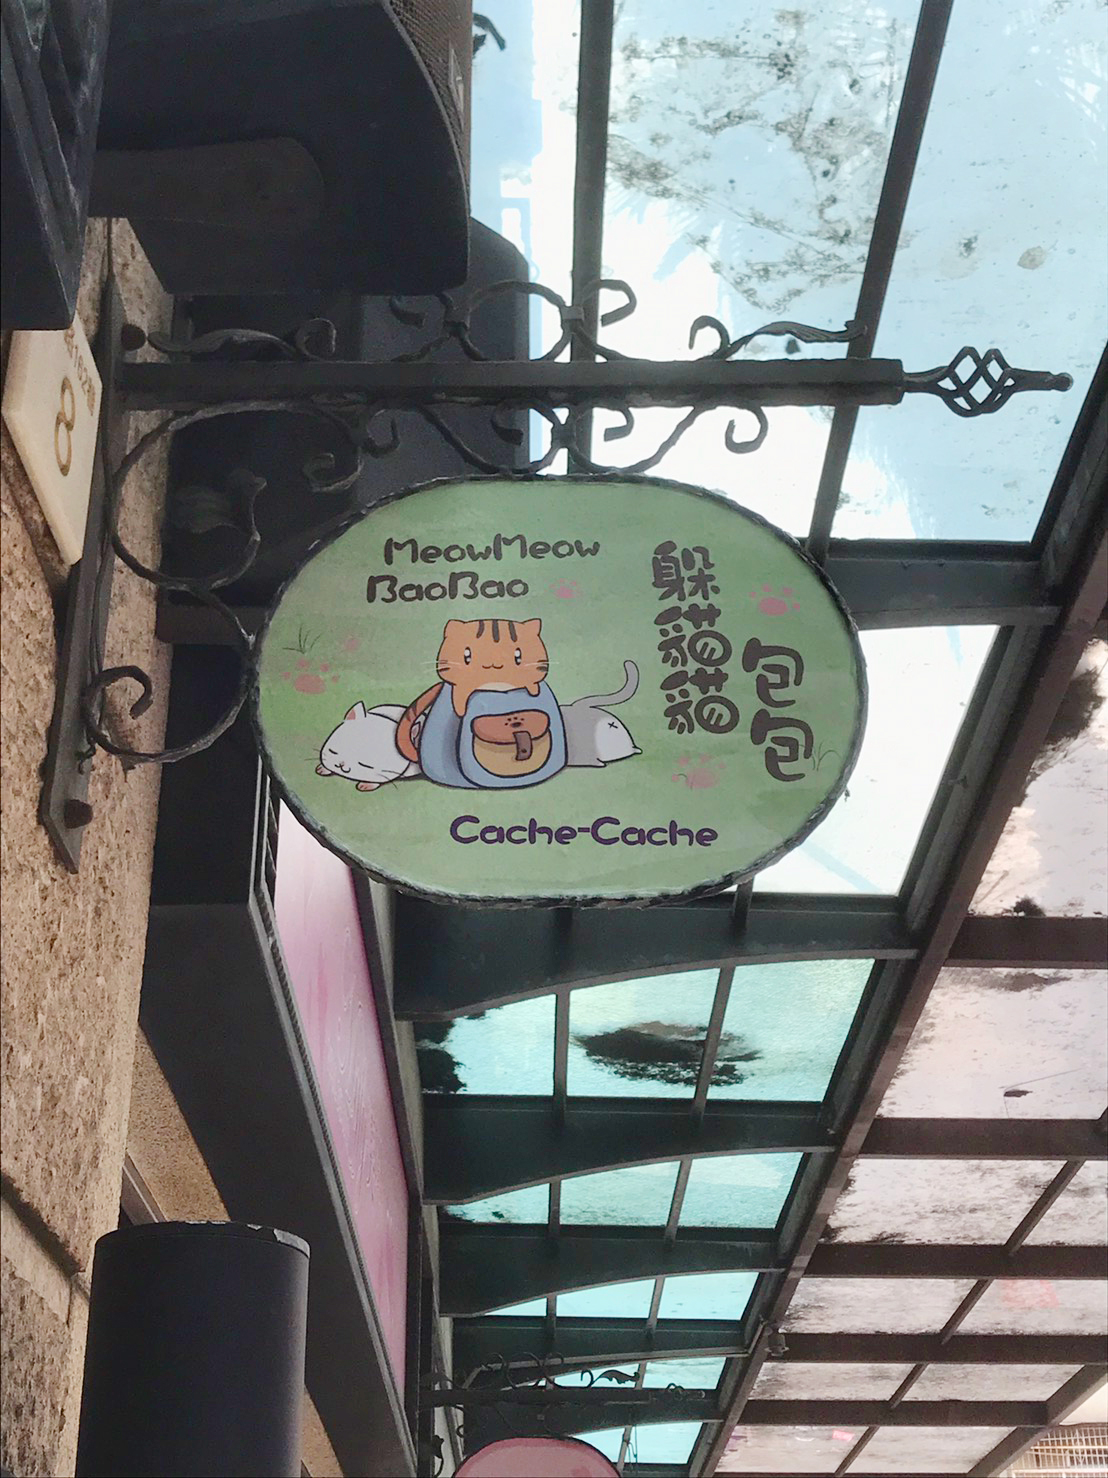 MeowMeow
BaoBao
躲貓貓
包包
Cache-Cache
8